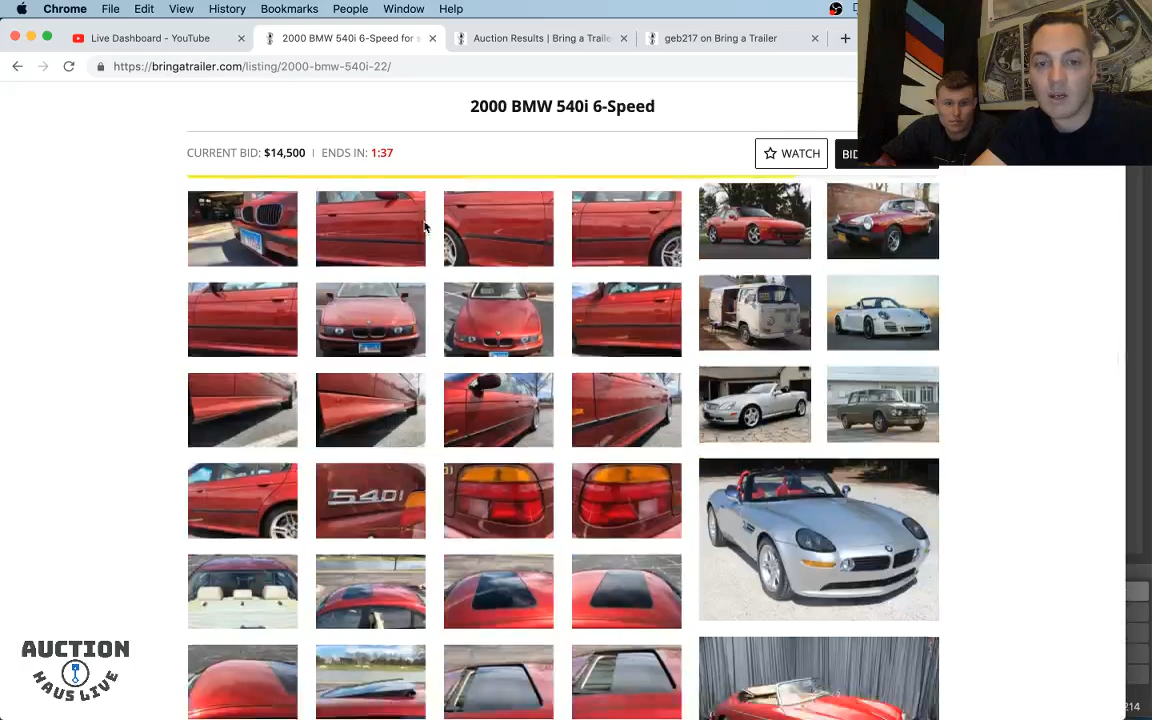 Chrome File Edit View History Bookmarks People Window Help
Live Dashboard - YouTube
2000 BMW 540i 6-Speed for
Auction Results | Bring a Traile
geb217 on Bring a Trailer
https://bringatrailer.com/listing/2000-bmw-540i-22/
2000 BMW 540i 6-Speed
CURRENT BID: $14,500 | ENDS IN: 1:37
WATCH
BID
540i
AUCTION
HAUS LIVE
214